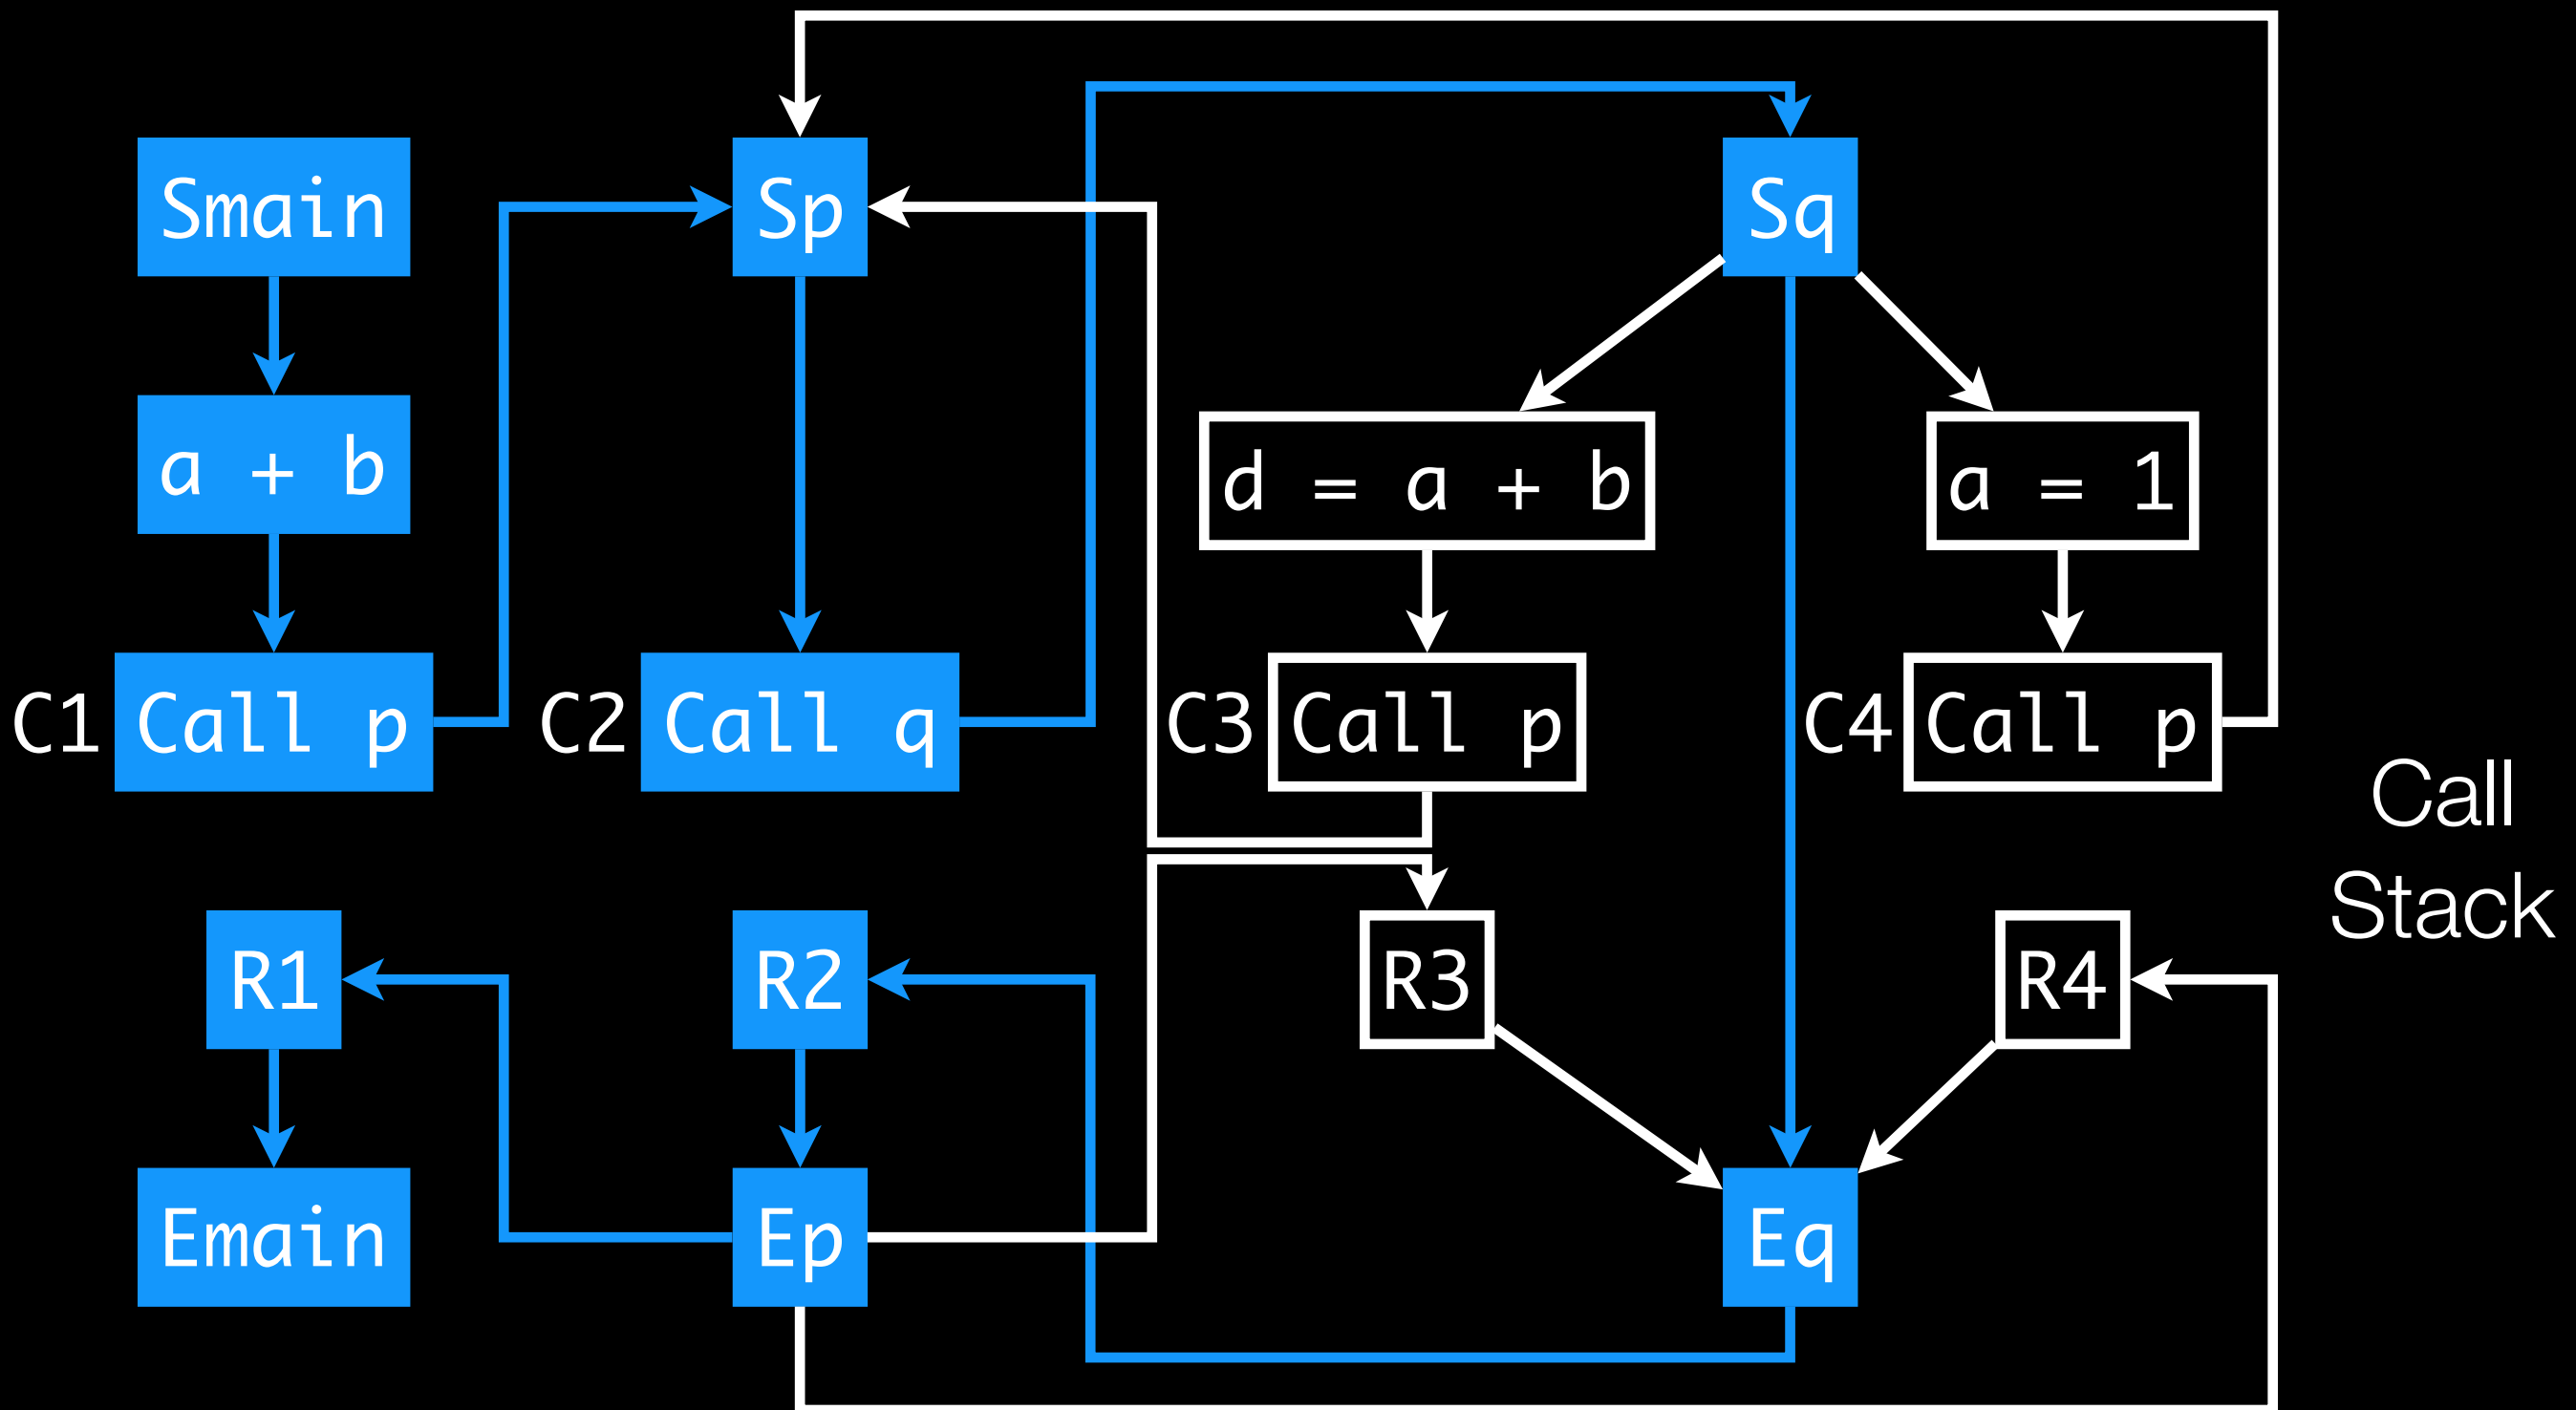 Smain
Sp
Sq
a + b
d = a + b
a = 1
C1 Call p
C2 Call q
C3 Call p
C4 Call p
Call
Stack
R1
R2
R3
R4
Emain
Ep
Eq